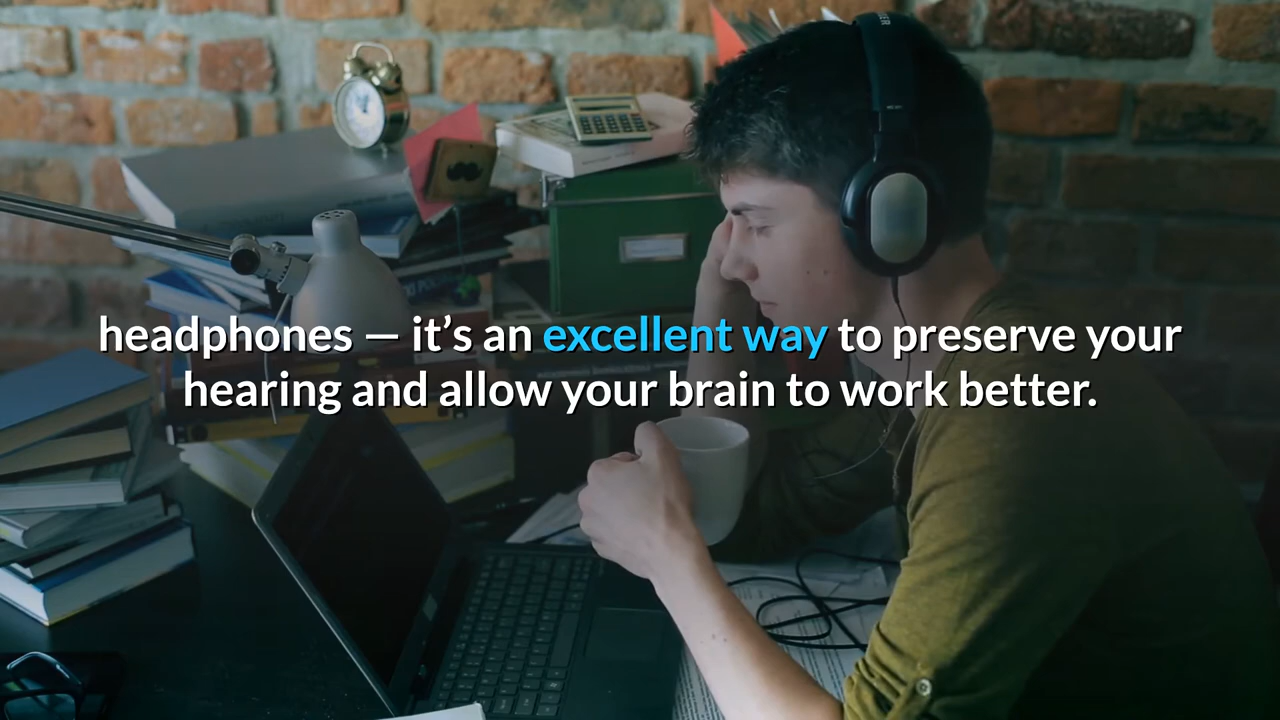 headphones — it’s an excellent way to preserve your
hearing and allow your brain to work better.